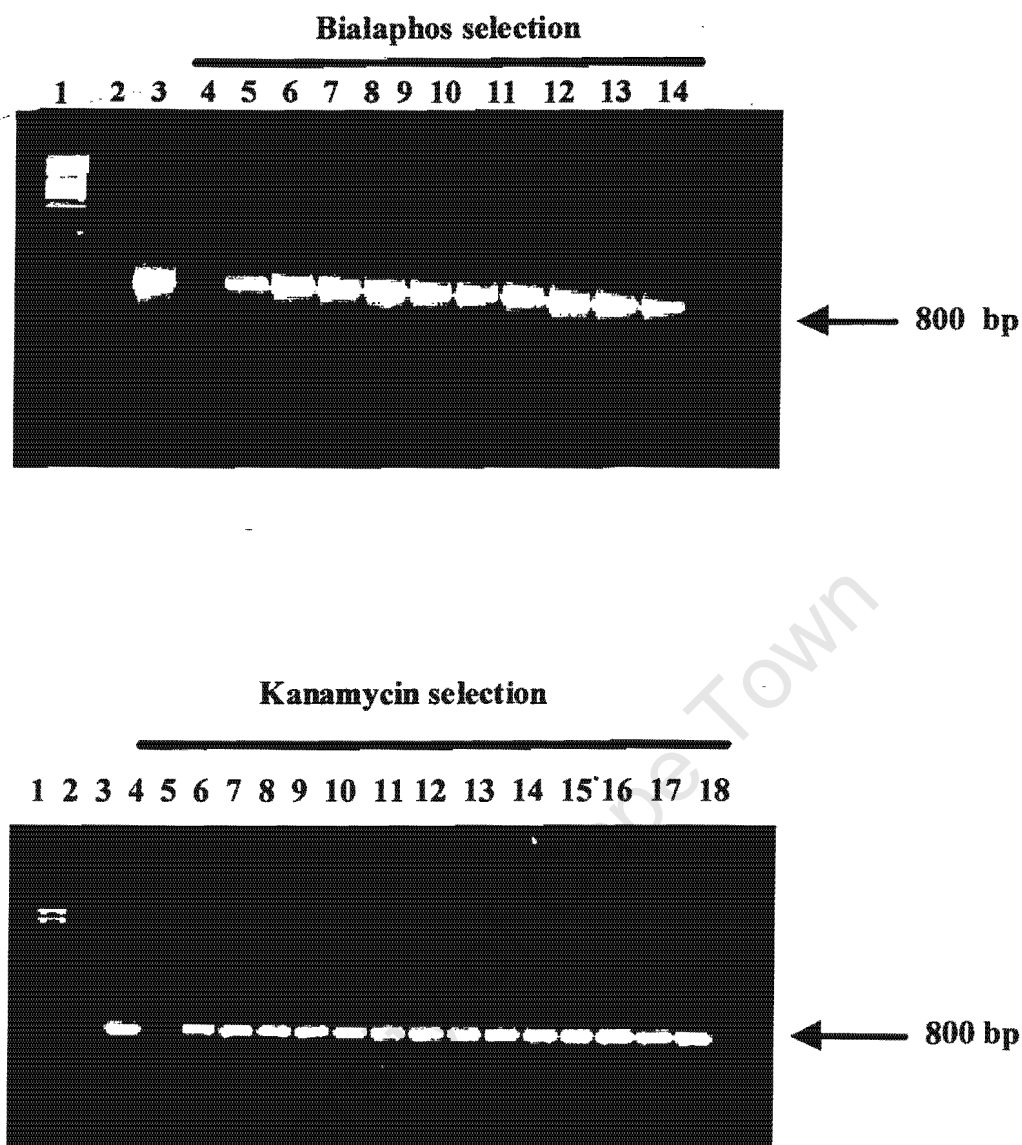 Bialaphos selection
1 2 3 4 5 6 7 8 9 10 11 12 13 14
800 bp
Kanamycin selection
1 2 3 4 5 6 7 8 9 10 11 12 13 14 15 16 17 18
800 bp
Town